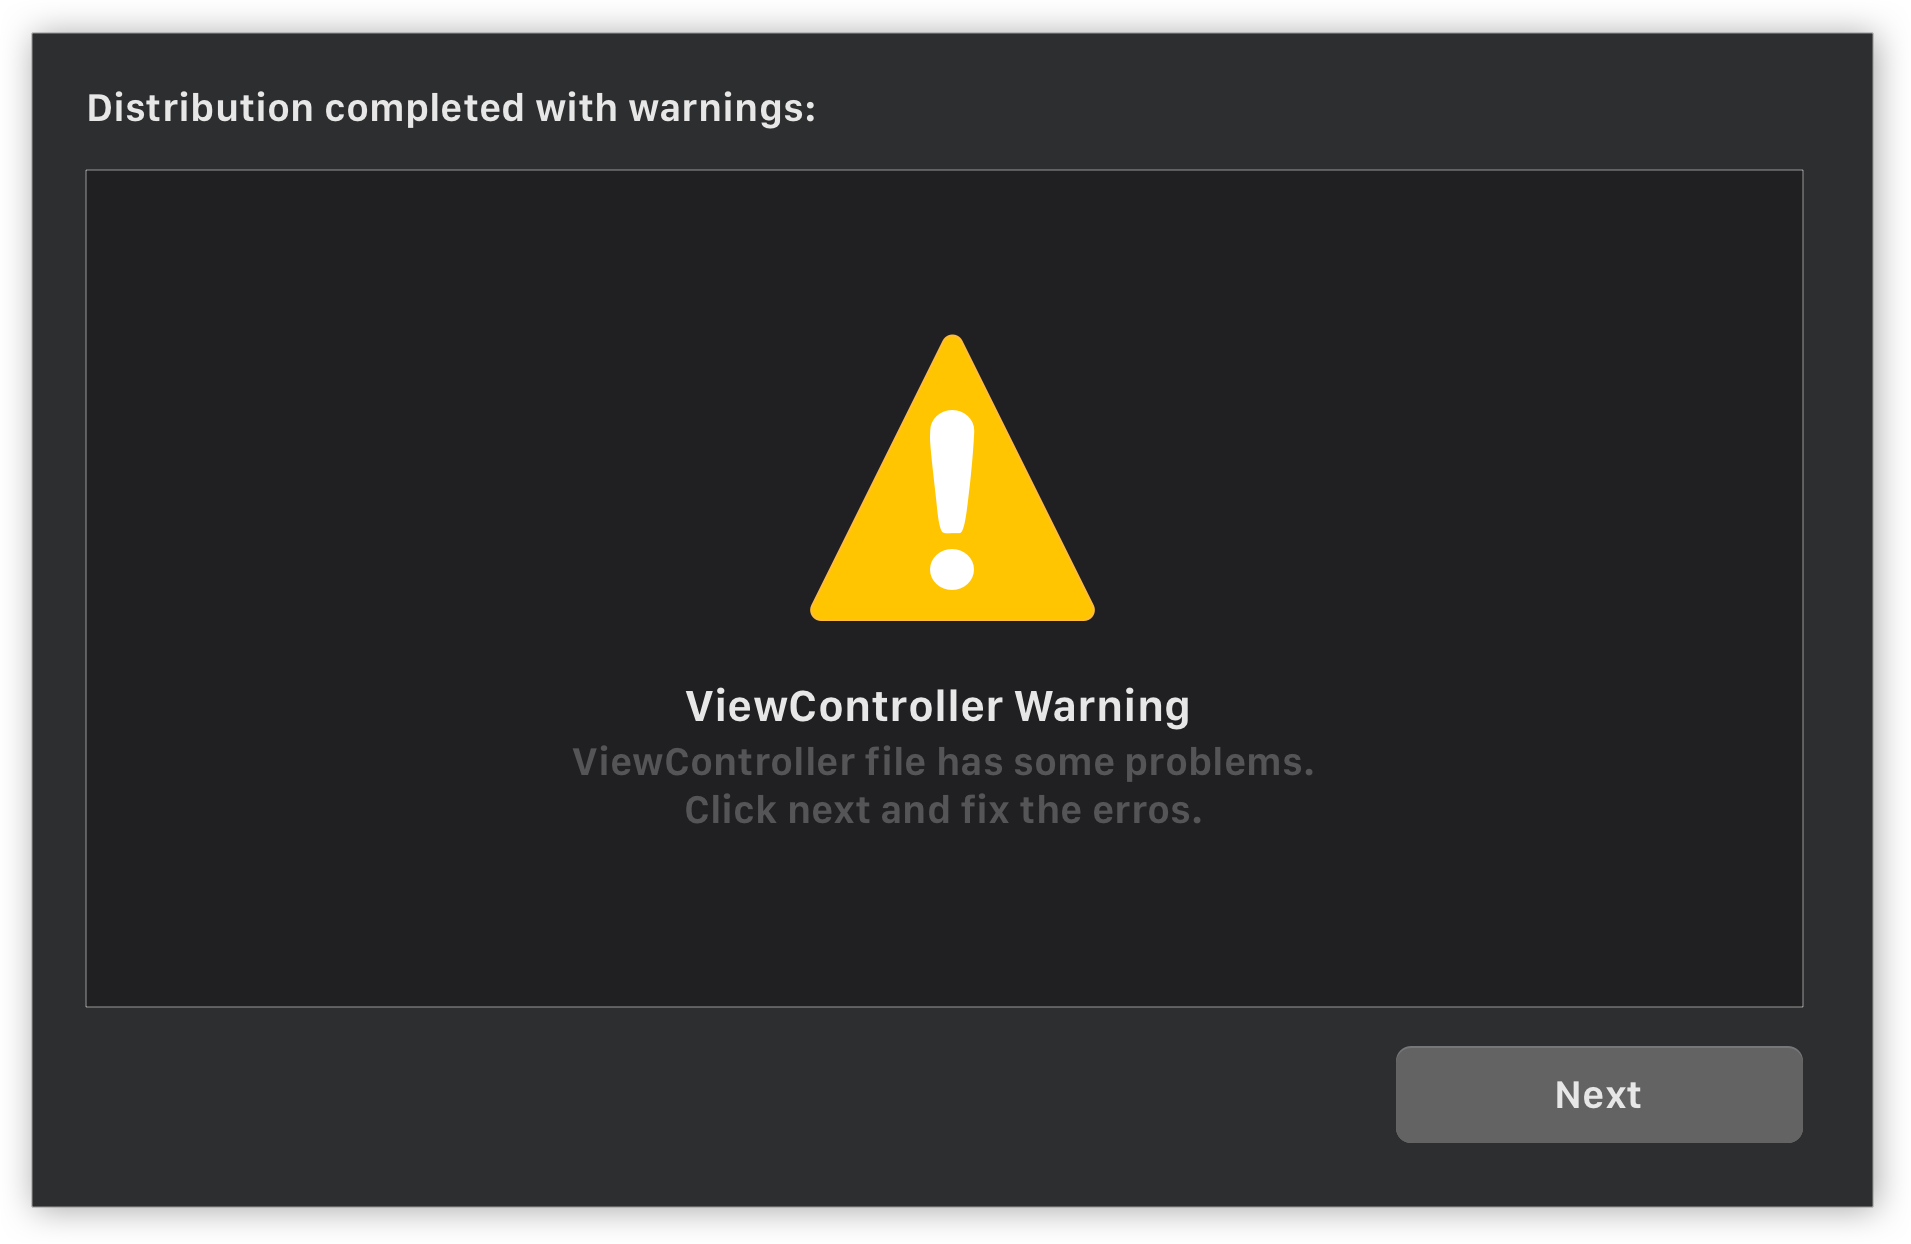 Distribution completed with warnings:
ViewController Warning
ViewController file has some problems.
Click next and fix the erros.
Next